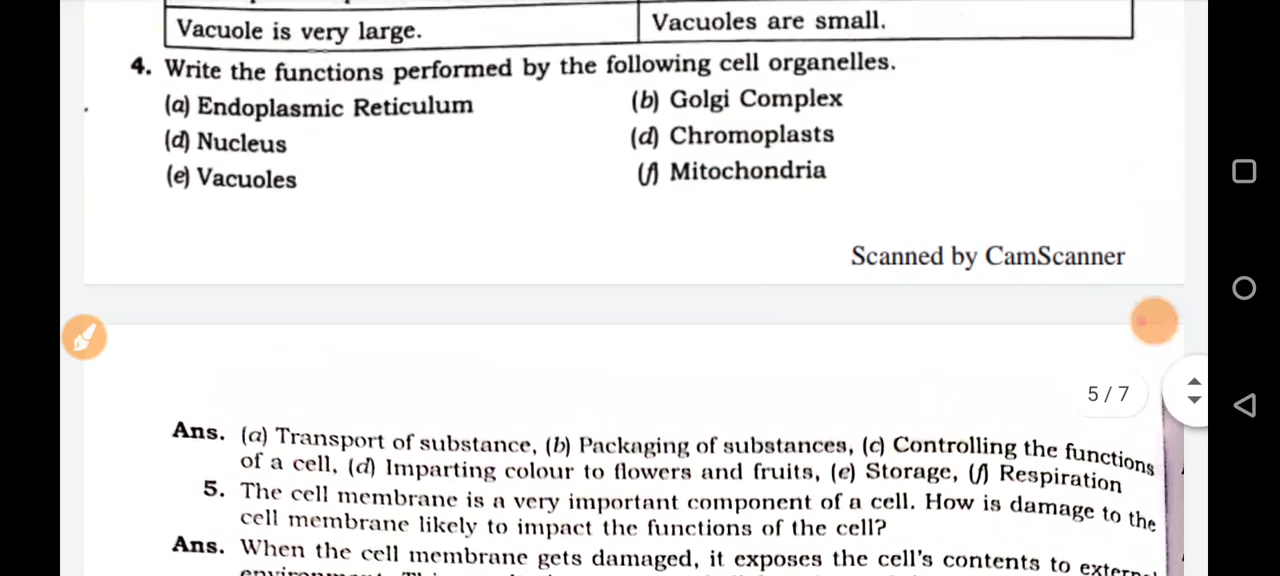 Vacuole is very large. Vacuoles are small.
4. Write the functions performed by the following cell organelles.
(a) Endoplasmic Reticulum (b) Golgi Complex
(d) Nucleus (d) Chromoplasts
(e) Vacuoles (f) Mitochondria
Scanned by CamScanner
5 / 7
Ans. (a) Transport of substance, (b) Packaging of substances, (c) Controlling the functions
of a cell, (d) Imparting colour to flowers and fruits, (e) Storage, (f) Respiration
5. The cell membrane is a very important component of a cell. How is damage to the
cell membrane likely to impact the functions of the cell?
Ans. When the cell membrane gets damaged, it exposes the cell's contents to